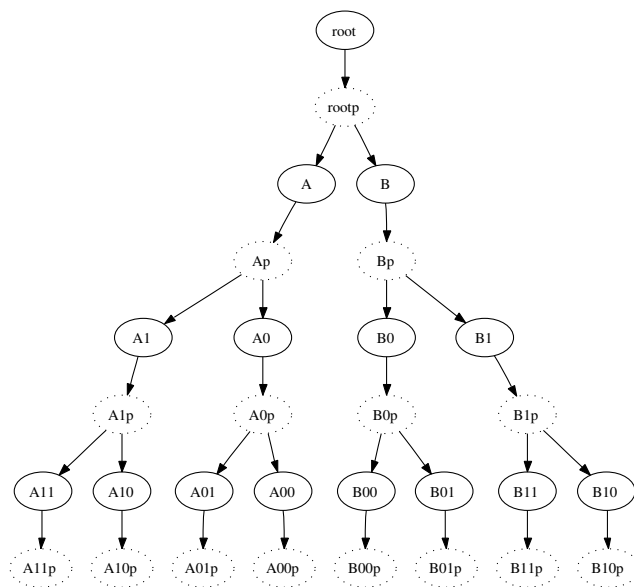 root
rootp
A B
Ap Bp
A1 A0 B0 B1
A1p A0p B0p B1p
A11 A10 A01 A00 B00 B01 B11 B10
A11p A10p A01p A00p B00p B01p B11p B10p